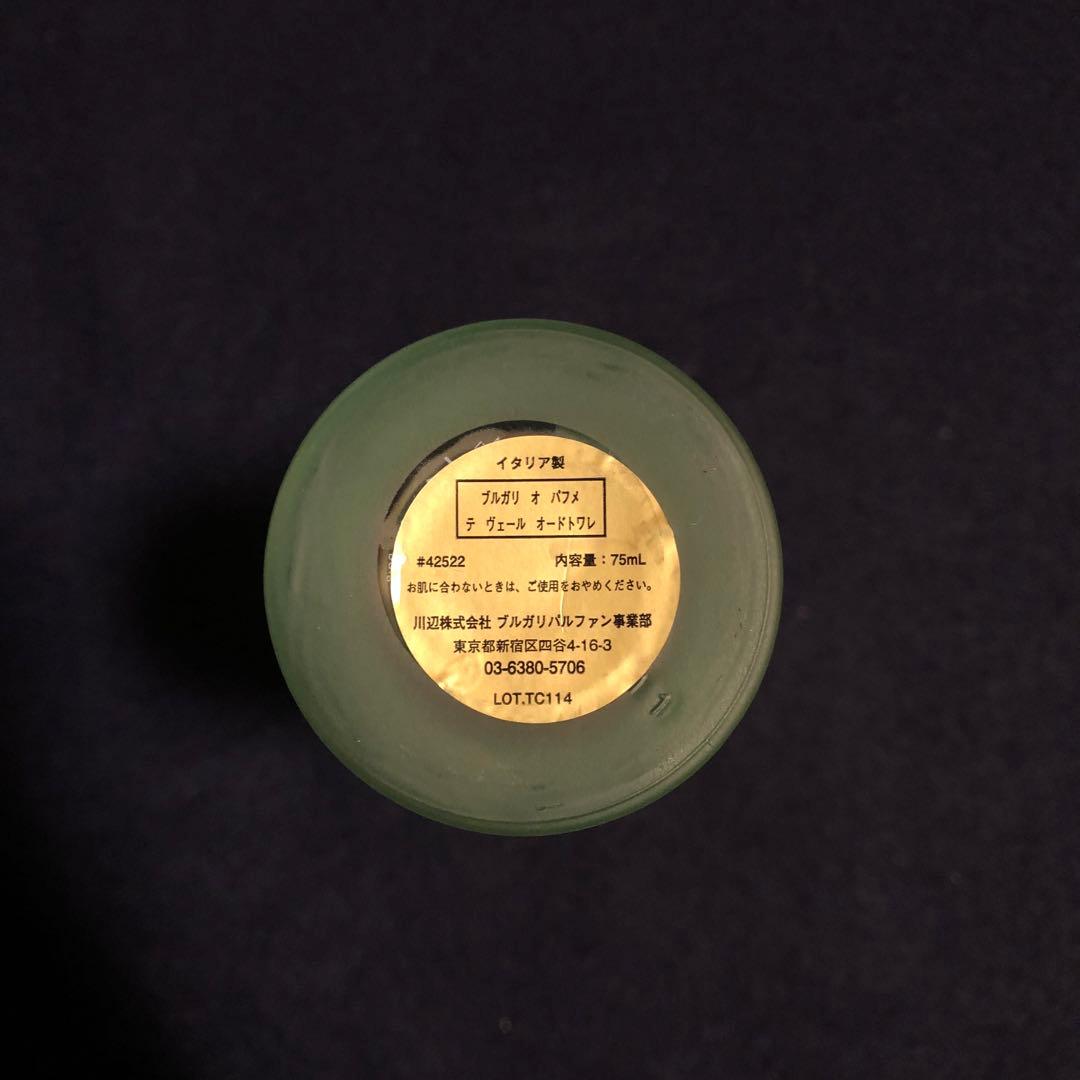 イタリア製
ブルガリ オ パフメ
テ ヴェール オードトワレ
#42522 内容量：75mL
お肌に合わないときは、ご使用をおやめください。
川辺株式会社 ブルガリパルファン事業部
東京都新宿区四谷4-16-3
03-6380-5706
LOT.TC114